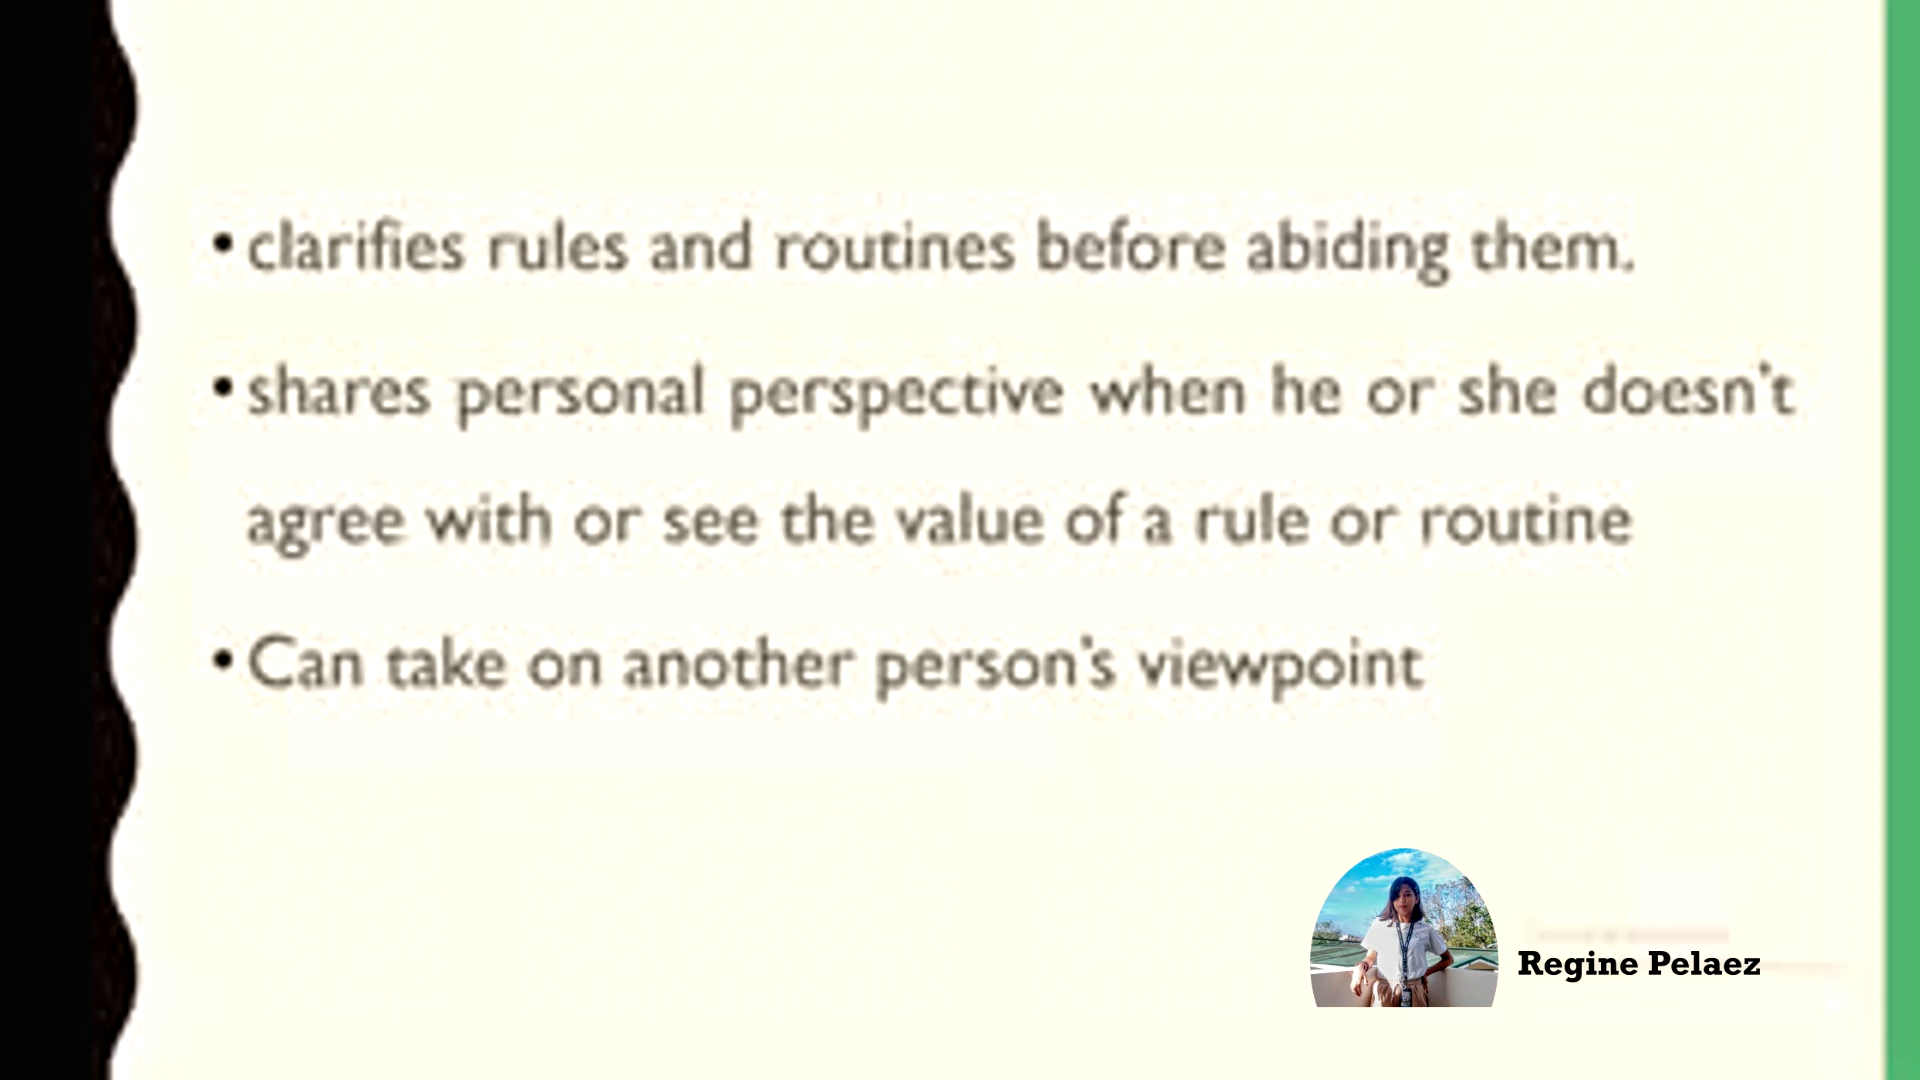 • clarifies rules and routines before abiding them.
• shares personal perspective when he or she doesn't
agree with or see the value of a rule or routine
• Can take on another person's viewpoint
Regine Pelaez